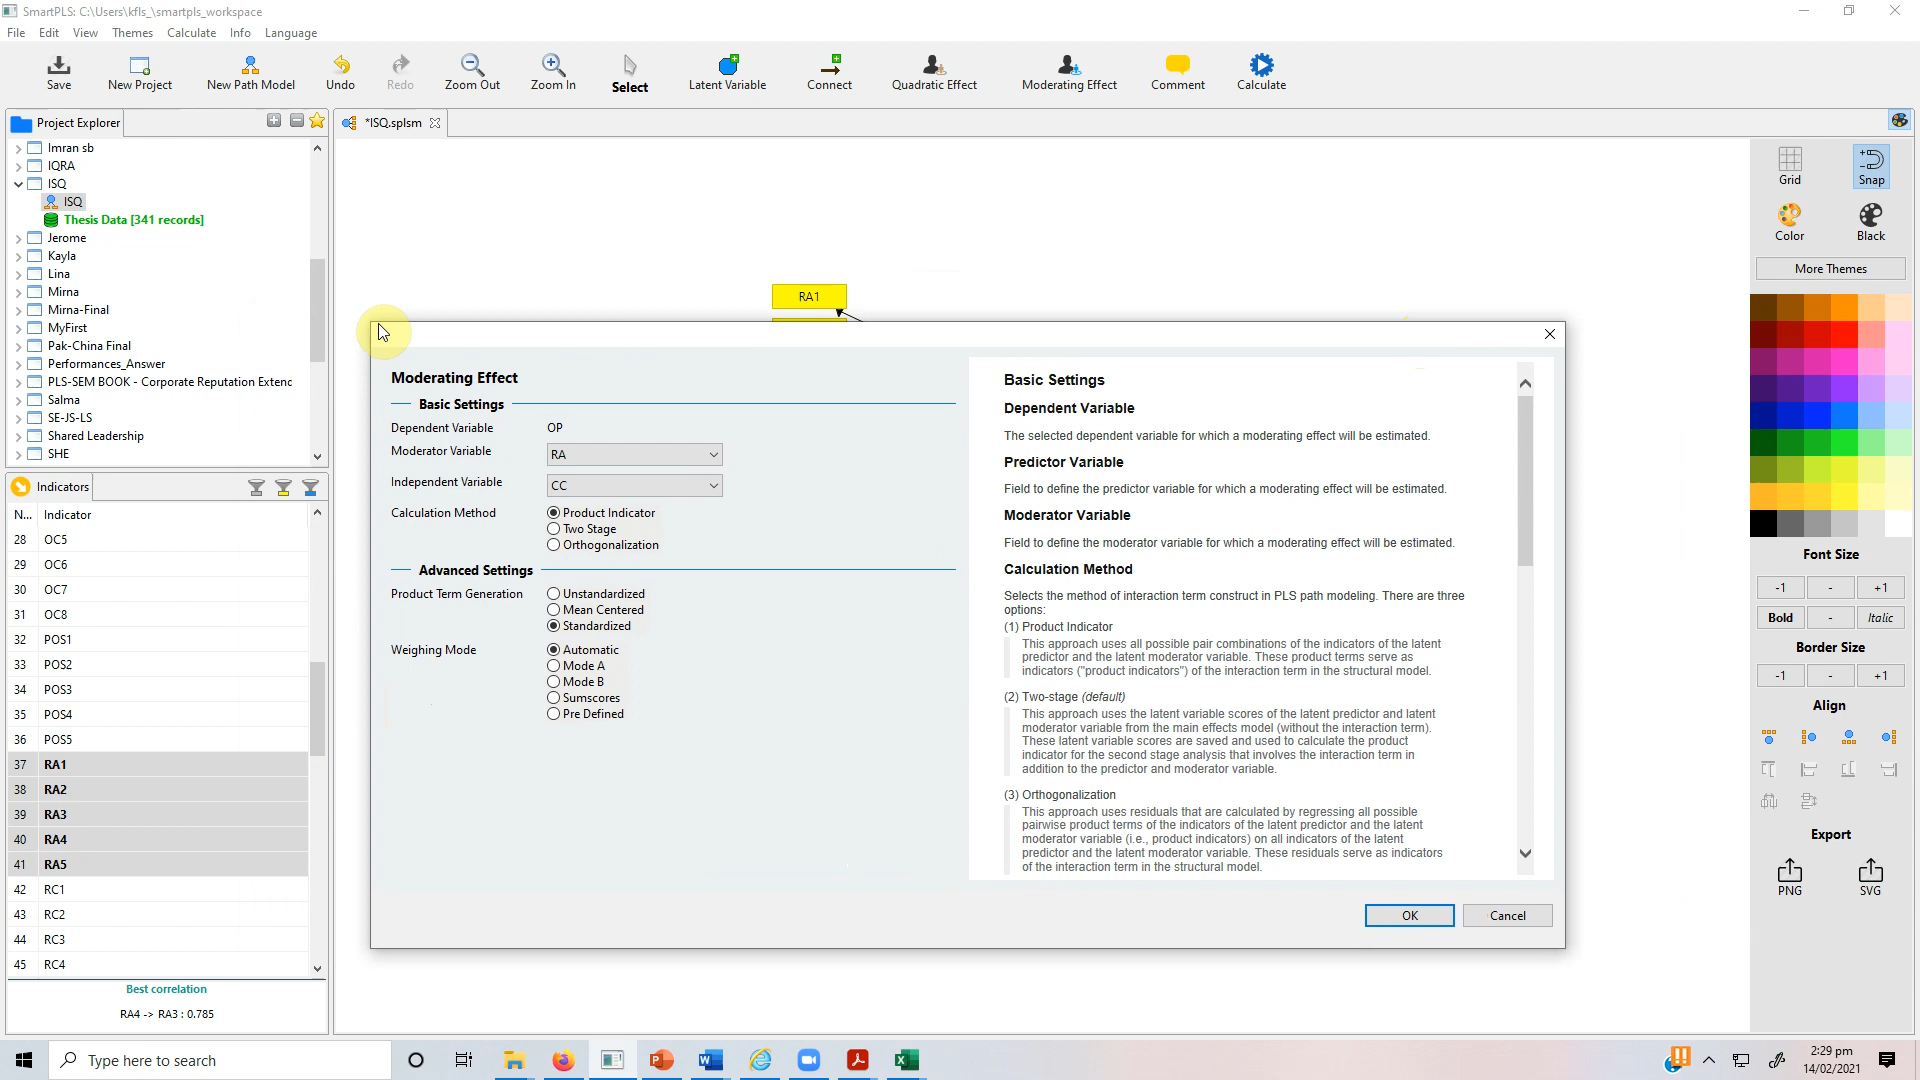 SmartPLS: C:\Users\kfls_\smartpls_workspace
File Edit View Themes Calculate Info Language
Save New Project New Path Model Undo Redo Zoom Out Zoom In Select Latent Variable Connect Quadratic Effect Moderating Effect Comment Calculate
Project Explorer
*ISQ.splsm
Imran sb
IQRA
ISQ
ISQ
Thesis Data [341 records]
Jerome
Kayla
Lina
Mirna
Mirna-Final
MyFirst
Pak-China Final
Performances_Answer
PLS-SEM BOOK - Corporate Reputation Extenc
Salma
SE-JS-LS
Shared Leadership
SHE
Indicators
N... Indicator
28 OC5
29 OC6
30 OC7
31 OC8
32 POS1
33 POS2
34 POS3
35 POS4
36 POS5
37 RA1
38 RA2
39 RA3
40 RA4
41 RA5
42 RC1
43 RC2
44 RC3
45 RC4
Best correlation
RA4 -> RA3 : 0.785
RA1
Moderating Effect
Basic Settings
Dependent Variable OP
Moderator Variable RA
Independent Variable CC
Calculation Method Product Indicator
Two Stage
Orthogonalization
Advanced Settings
Product Term Generation Unstandardized
Mean Centered
Standardized
Weighing Mode Automatic
Mode A
Mode B
Sumscores
Pre Defined
Basic Settings
Dependent Variable
The selected dependent variable for which a moderating effect will be estimated.
Predictor Variable
Field to define the predictor variable for which a moderating effect will be estimated.
Moderator Variable
Field to define the moderator variable for which a moderating effect will be estimated.
Calculation Method
Selects the method of interaction term construct in PLS path modeling. There are three
options:
(1) Product Indicator
This approach uses all possible pair combinations of the indicators of the latent
predictor and the latent moderator variable. These product terms serve as
indicators ("product indicators") of the interaction term in the structural model.
(2) Two-stage (default)
This approach uses the latent variable scores of the latent predictor and latent
moderator variable from the main effects model (without the interaction term).
These latent variable scores are saved and used to calculate the product
indicator for the second stage analysis that involves the interaction term in
addition to the predictor and moderator variable.
(3) Orthogonalization
This approach uses residuals that are calculated by regressing all possible
pairwise product terms of the indicators of the latent predictor and the latent
moderator variable (i.e., product indicators) on all indicators of the latent
predictor and the latent moderator variable. These residuals serve as indicators
of the interaction term in the structural model.
OK Cancel
Grid Snap
Color Black
More Themes
Font Size
-1 - +1
Bold - Italic
Border Size
-1 - +1
Align
Export
PNG SVG
Type here to search
2:29 pm
14/02/2021